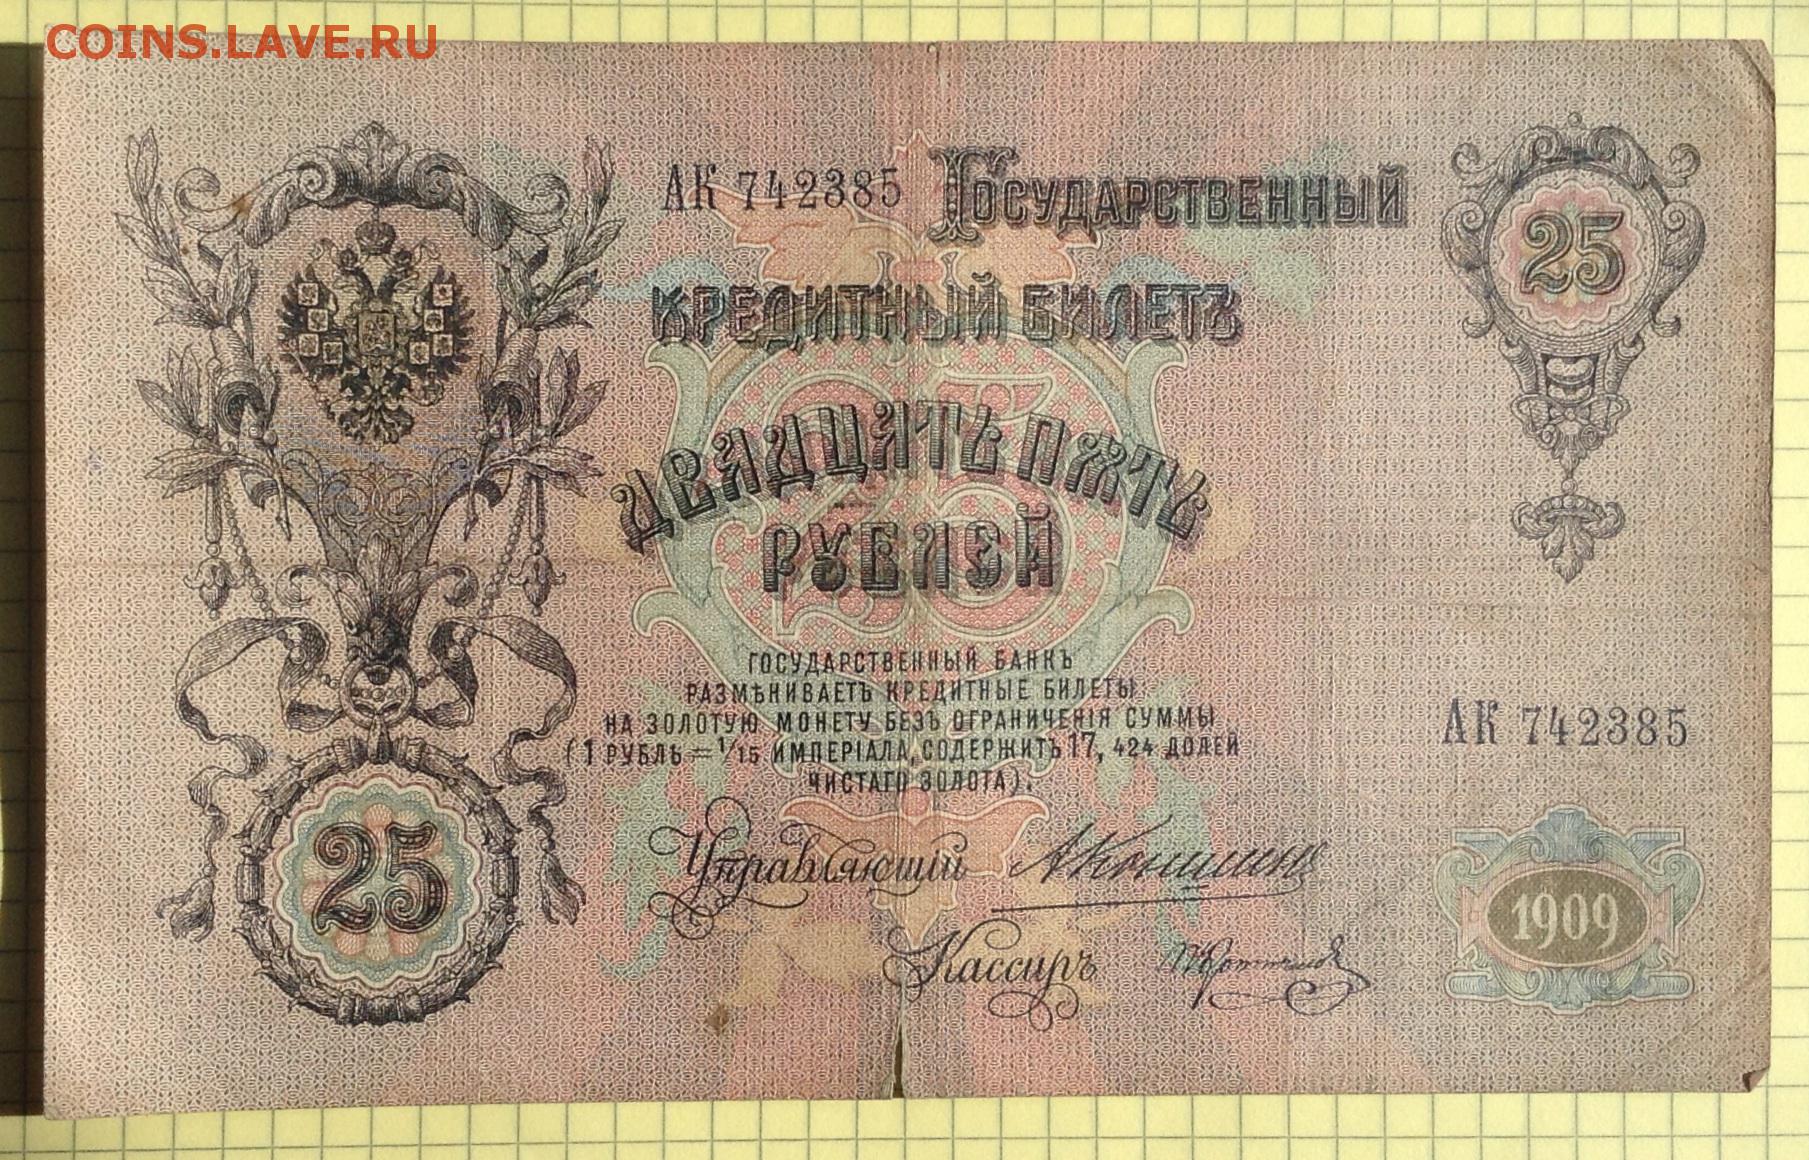 COINS.LAVE.RU
АК 742385 Государственный
Кредитный Билетъ
25
Двадцать пять
рублей
Государственный Банкъ
размѣниваетъ кредитные билеты
на золотую монету безъ ограниченія суммы
(1 рубль = 1/15 имперіала, содержитъ 17, 424 долей
чистаго золота).
АК 742385
25
Управляющій АКоншинъ
Кассиръ
1909